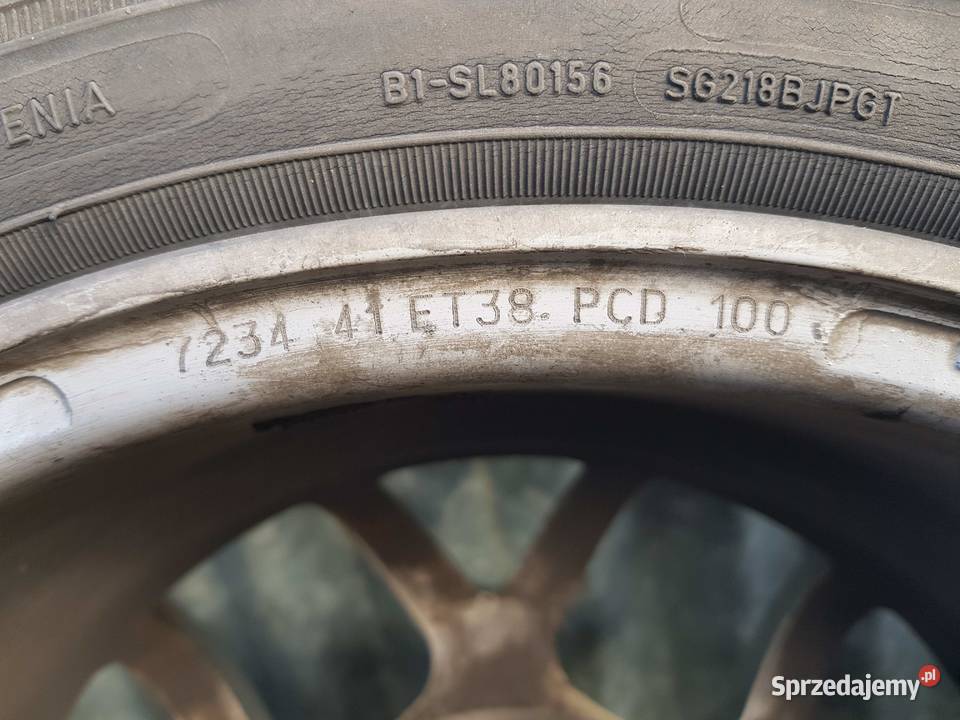 ENIA
B1-SL80156
SG218BJPGT
7234 41 ET38 PCD 100
Sprzedajemy.pl